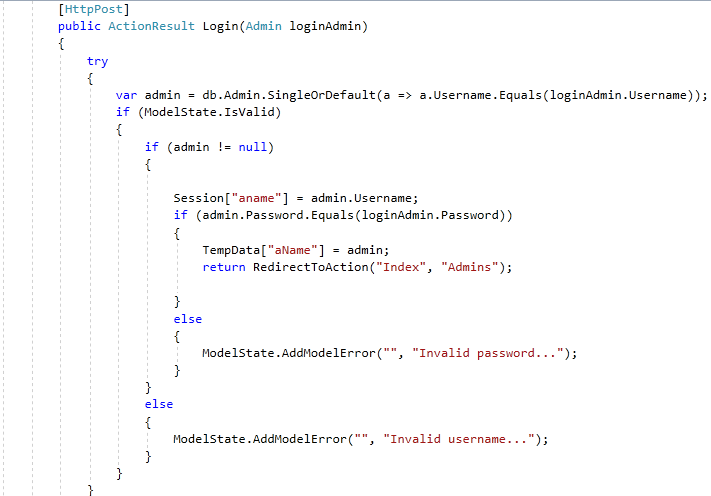 [HttpPost]
public ActionResult Login(Admin loginAdmin)
{
try
{
var admin = db.Admin.SingleOrDefault(a => a.Username.Equals(loginAdmin.Username));
if (ModelState.IsValid)
{
if (admin != null)
{
Session["aname"] = admin.Username;
if (admin.Password.Equals(loginAdmin.Password))
{
TempData["aName"] = admin;
return RedirectToAction("Index", "Admins");
}
else
{
ModelState.AddModelError("", "Invalid password...");
}
}
else
{
ModelState.AddModelError("", "Invalid username...");
}
}
}